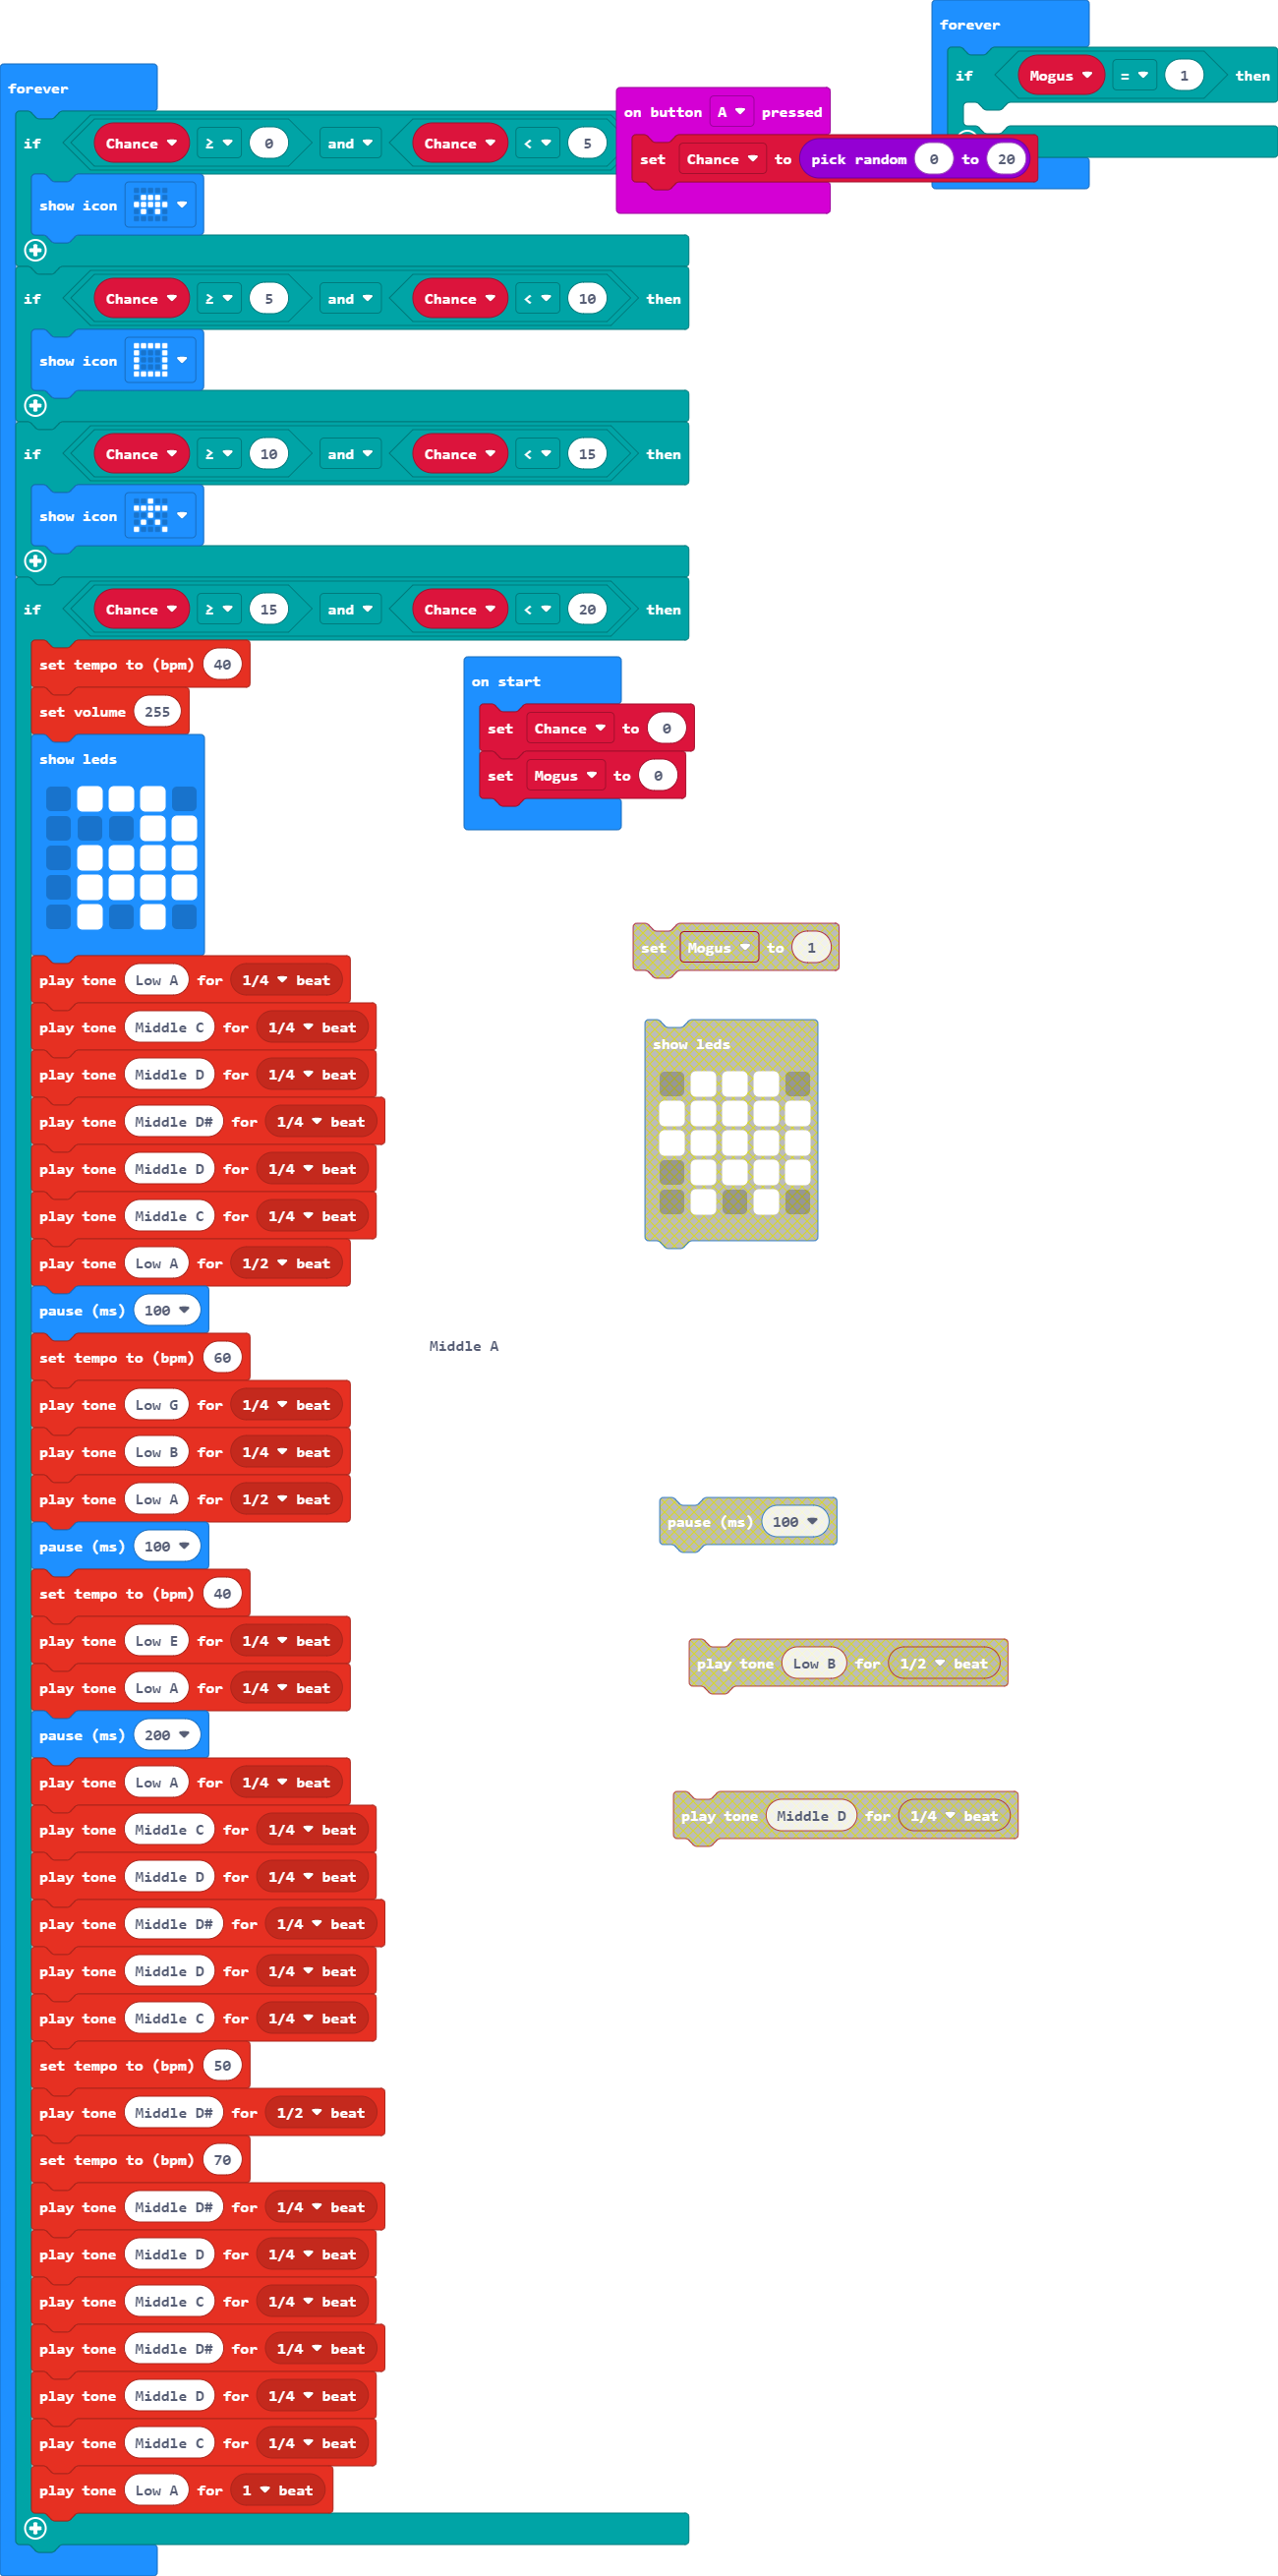 forever
if Chance ≥ 0 and Chance < 5
show icon
if Chance ≥ 5 and Chance < 10 then
show icon
if Chance ≥ 10 and Chance < 15 then
show icon
if Chance ≥ 15 and Chance < 20 then
set tempo to (bpm) 40
set volume 255
show leds
play tone Low A for 1/4 beat
play tone Middle C for 1/4 beat
play tone Middle D for 1/4 beat
play tone Middle D# for 1/4 beat
play tone Middle D for 1/4 beat
play tone Middle C for 1/4 beat
play tone Low A for 1/2 beat
pause (ms) 100
set tempo to (bpm) 60
play tone Low G for 1/4 beat
play tone Low B for 1/4 beat
play tone Low A for 1/2 beat
pause (ms) 100
set tempo to (bpm) 40
play tone Low E for 1/4 beat
play tone Low A for 1/4 beat
pause (ms) 200
play tone Low A for 1/4 beat
play tone Middle C for 1/4 beat
play tone Middle D for 1/4 beat
play tone Middle D# for 1/4 beat
play tone Middle D for 1/4 beat
play tone Middle C for 1/4 beat
set tempo to (bpm) 50
play tone Middle D# for 1/2 beat
set tempo to (bpm) 70
play tone Middle D# for 1/4 beat
play tone Middle D for 1/4 beat
play tone Middle C for 1/4 beat
play tone Middle D# for 1/4 beat
play tone Middle D for 1/4 beat
play tone Middle C for 1/4 beat
play tone Low A for 1 beat
on button A pressed
set Chance to pick random 0 to 20
forever
if Mogus = 1 then
on start
set Chance to 0
set Mogus to 0
set Mogus to 1
show leds
Middle A
pause (ms) 100
play tone Low B for 1/2 beat
play tone Middle D for 1/4 beat